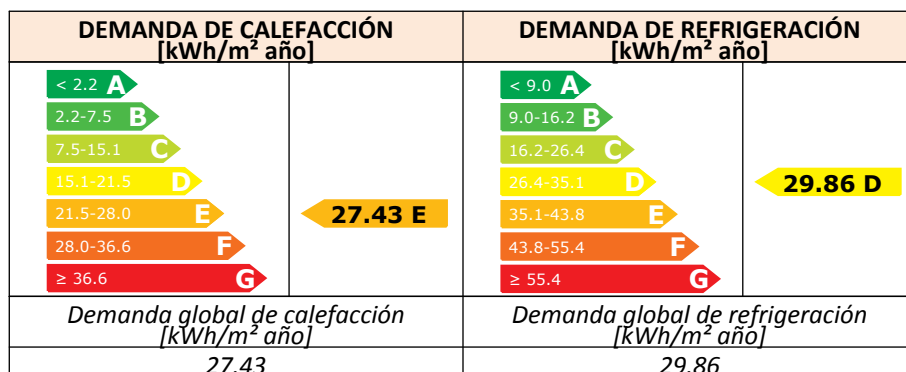 DEMANDA DE CALEFACCIÓN
[kWh/m² año]
DEMANDA DE REFRIGERACIÓN
[kWh/m² año]
< 2.2 A
2.2-7.5 B
7.5-15.1 C
15.1-21.5 D
21.5-28.0 E
28.0-36.6 F
≥ 36.6 G
27.43 E
< 9.0 A
9.0-16.2 B
16.2-26.4 C
26.4-35.1 D
35.1-43.8 E
43.8-55.4 F
≥ 55.4 G
29.86 D
Demanda global de calefacción
[kWh/m² año]
Demanda global de refrigeración
[kWh/m² año]
27.43
29.86